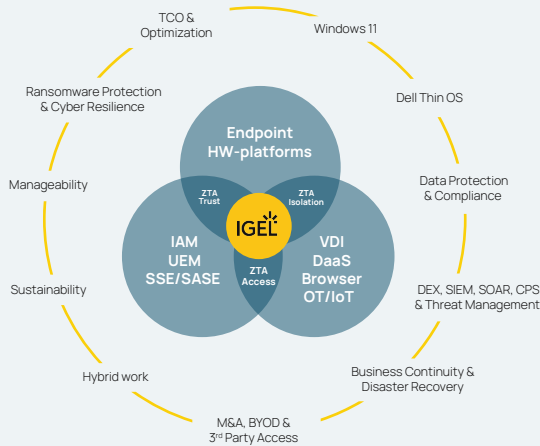 TCO &
Optimization
Windows 11
Ransomware Protection
& Cyber Resilience
Dell Thin OS
Endpoint
HW-platforms
Manageability
ZTA
Trust
ZTA
Isolation
Data Protection
& Compliance
IGEL
IAM
UEM
SSE/SASE
VDI
DaaS
Browser
OT/IoT
ZTA
Access
Sustainability
DEX, SIEM, SOAR, CPS
& Threat Management
Hybrid work
Business Continuity &
Disaster Recovery
M&A, BYOD &
3rd Party Access